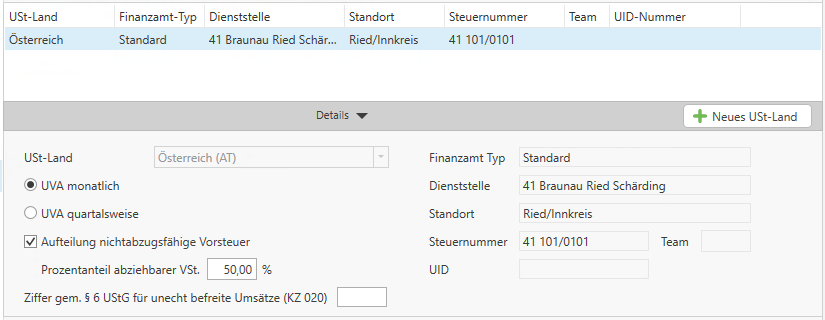 USt-Land Finanzamt-Typ Dienststelle Standort Steuernummer Team UID-Nummer
Österreich Standard 41 Braunau Ried Schär... Ried/Innkreis 41 101/0101
Details Neues USt-Land
USt-Land Österreich (AT) Finanzamt Typ Standard
UVA monatlich Dienststelle 41 Braunau Ried Schärding
UVA quartalsweise Standort Ried/Innkreis
Aufteilung nichtabzugsfähige Vorsteuer Steuernummer 41 101/0101 Team
Prozentanteil abziehbarer VSt. 50,00 % UID
Ziffer gem. § 6 UStG für unecht befreite Umsätze (KZ 020)